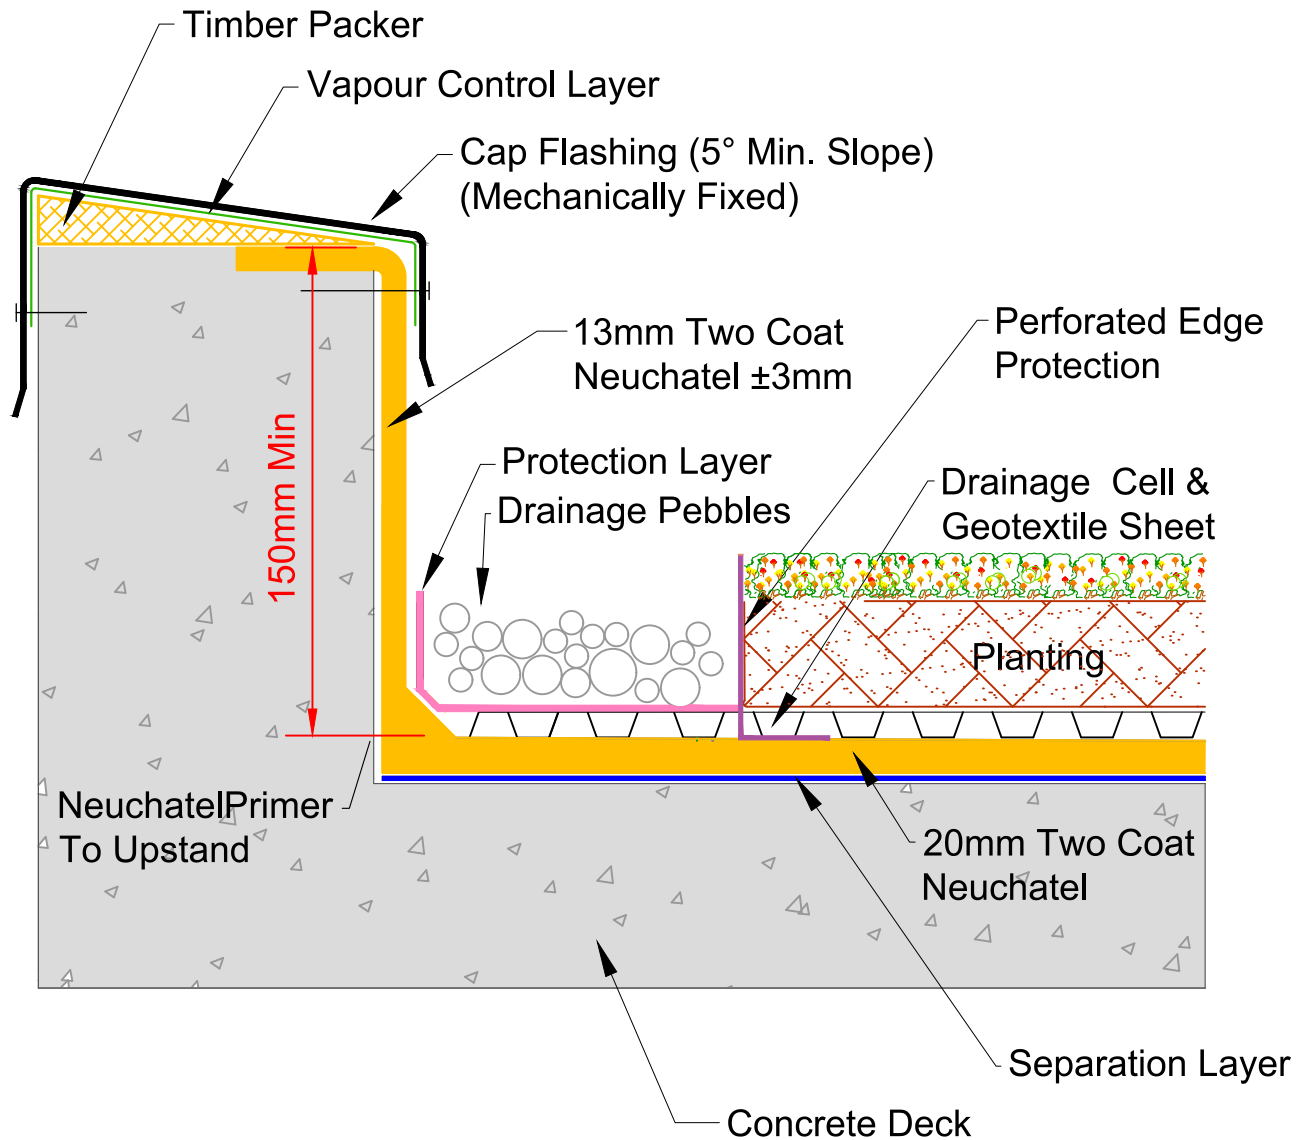 Timber Packer
Vapour Control Layer
Cap Flashing (5° Min. Slope)
(Mechanically Fixed)
13mm Two Coat
Neuchatel ±3mm
Perforated Edge
Protection
150mm Min
Protection Layer
Drainage Pebbles
Drainage Cell &
Geotextile Sheet
Planting
NeuchatelPrimer
To Upstand
20mm Two Coat
Neuchatel
Separation Layer
Concrete Deck